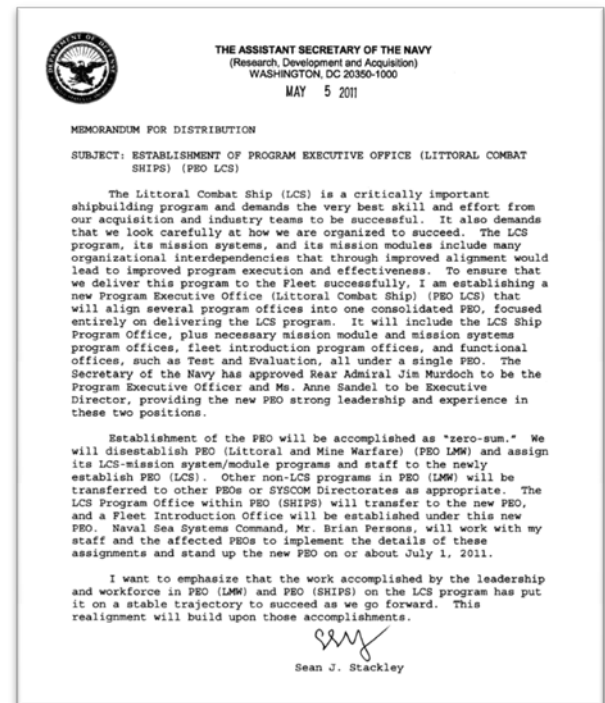 THE ASSISTANT SECRETARY OF THE NAVY
(Research, Development and Acquisition)
WASHINGTON, DC 20350-1000
MAY 5 2011
MEMORANDUM FOR DISTRIBUTION
SUBJECT: ESTABLISHMENT OF PROGRAM EXECUTIVE OFFICE (LITTORAL COMBAT
SHIPS) (PEO LCS)
The Littoral Combat Ship (LCS) is a critically important
shipbuilding program and demands the very best skill and effort from
our acquisition and industry teams to be successful. It also demands
that we look carefully at how we are organized to succeed. The LCS
program, its mission systems, and its mission modules include many
organizational interdependencies that through improved alignment would
lead to improved program execution and effectiveness. To ensure that
we deliver this program to the Fleet successfully, I am establishing a
new Program Executive Office (Littoral Combat Ship) (PEO LCS) that
will align several program offices into one consolidated PEO, focused
entirely on delivering the LCS program. It will include the LCS Ship
Program Office, plus necessary mission module and mission systems
program offices, fleet introduction program offices, and functional
offices, such as Test and Evaluation, all under a single PEO. The
Secretary of the Navy has approved Rear Admiral Jim Murdoch to be the
Program Executive Officer and Ms. Anne Sandel to be Executive
Director, providing the new PEO strong leadership and experience in
these two positions.
Establishment of the PEO will be accomplished as "zero-sum." We
will disestablish PEO (Littoral and Mine Warfare) (PEO LMW) and assign
its LCS-mission system/module programs and staff to the newly
establish PEO (LCS). Other non-LCS programs in PEO (LMW) will be
transferred to other PEOs or SYSCOM Directorates as appropriate. The
LCS Program Office within PEO (SHIPS) will transfer to the new PEO,
and a Fleet Introduction Office will be established under this new
PEO. Naval Sea Systems Command, Mr. Brian Persons, will work with my
staff and the affected PEOs to implement the details of these
assignments and stand up the new PEO on or about July 1, 2011.
I want to emphasize that the work accomplished by the leadership
and workforce in PEO (LMW) and PEO (SHIPS) on the LCS program has put
it on a stable trajectory to succeed as we go forward. This
realignment will build upon those accomplishments.
Sean J. Stackley